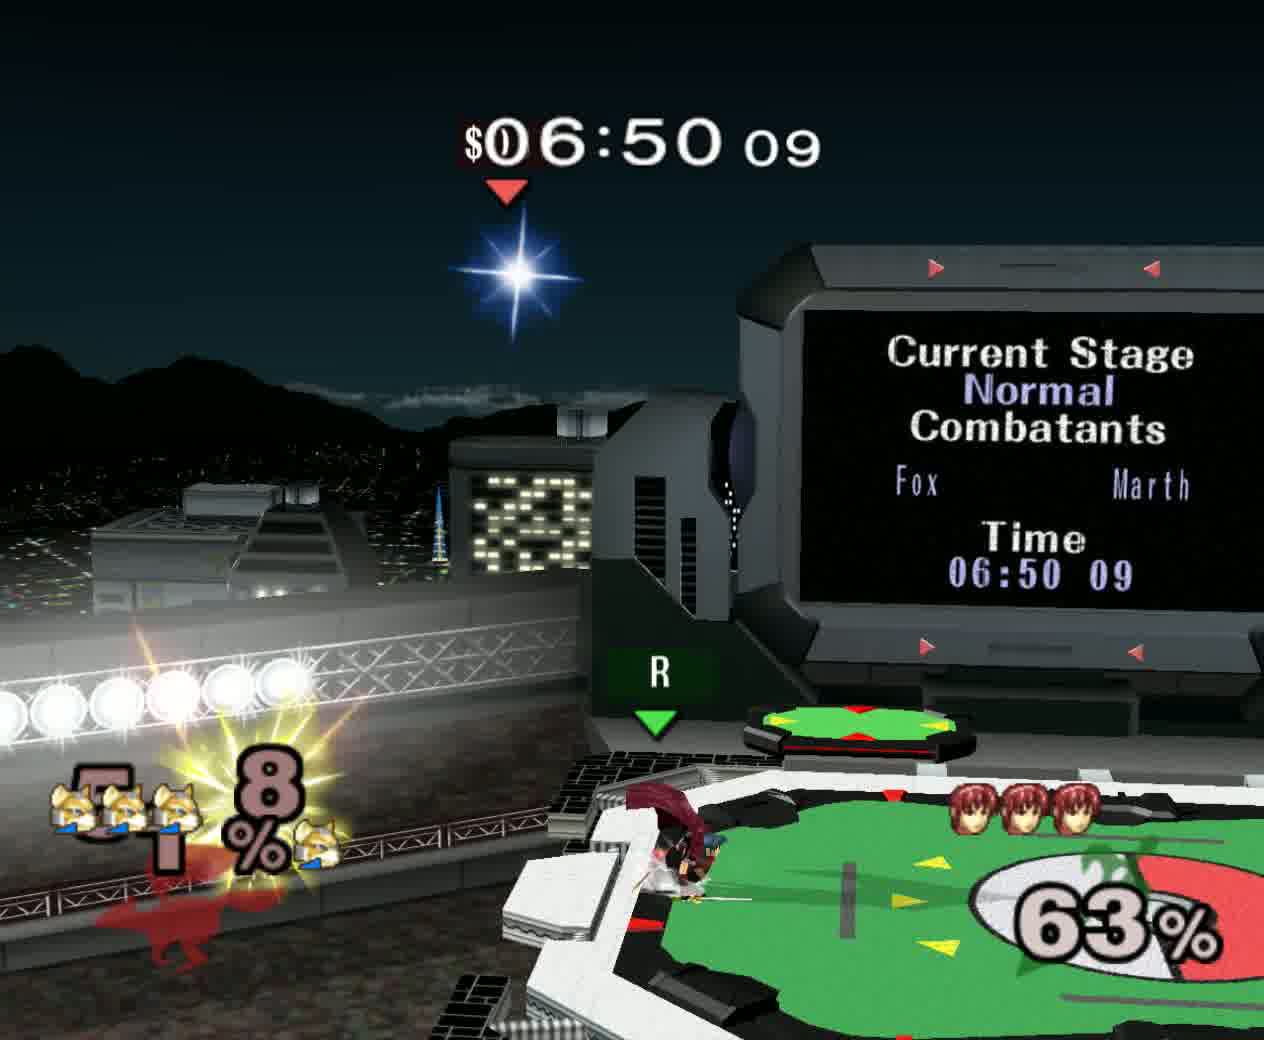 06:50 09
Current Stage
Normal
Combatants
Fox Marth
Time
06:50 09
R
8
%
63%